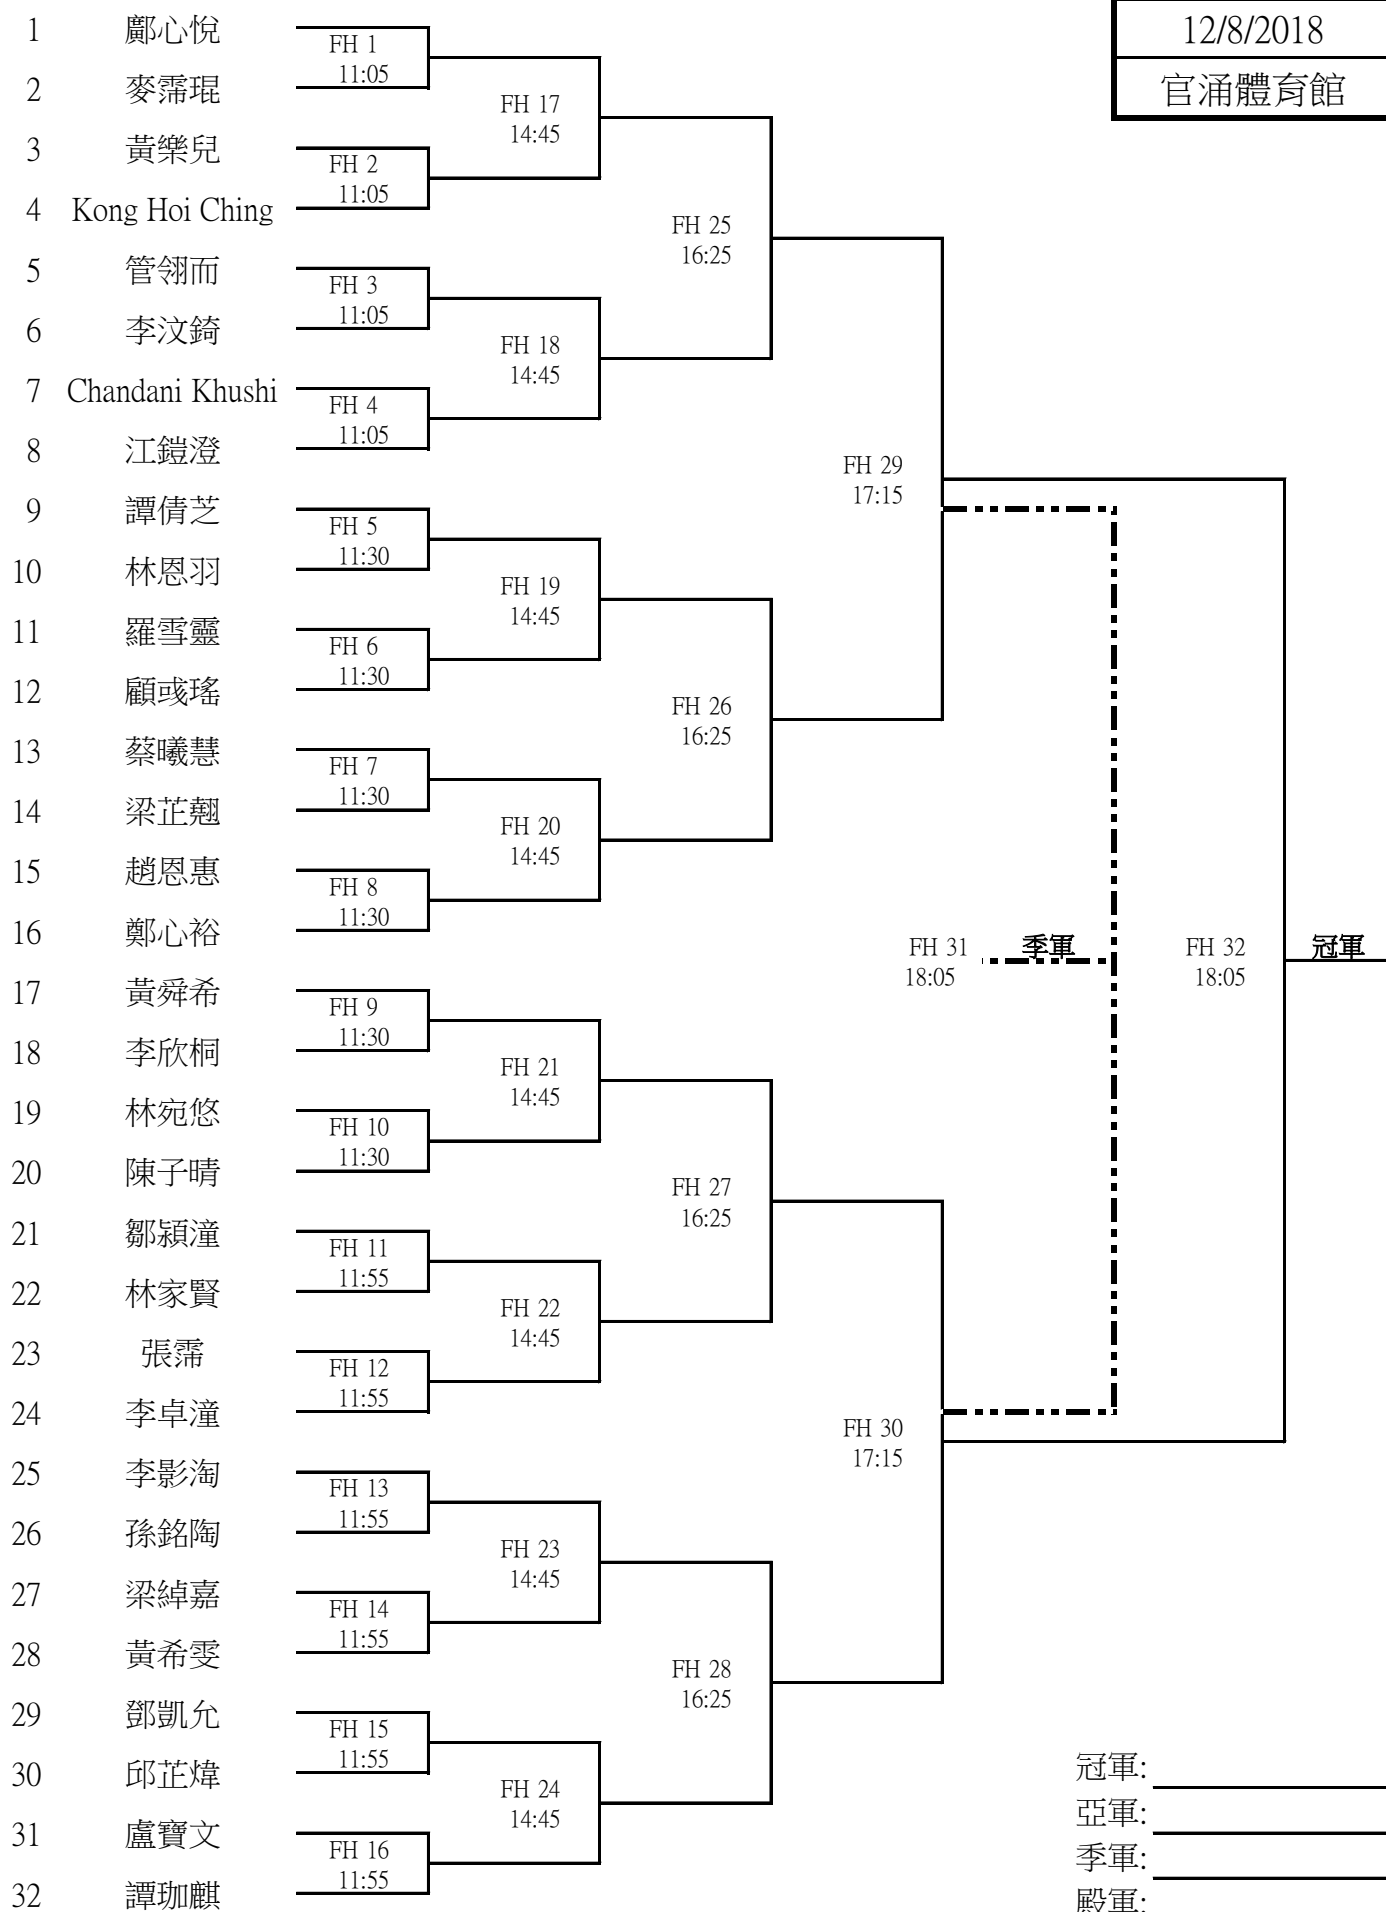 12/8/2018
官涌體育館
1 鄺心悅
FH 1
11:05
2 麥霈琨
FH 17
14:45
3 黃樂兒
FH 2
11:05
4 Kong Hoi Ching
FH 25
16:25
5 管翎而
FH 3
11:05
6 李汶錡
FH 18
14:45
7 Chandani Khushi
FH 4
11:05
8 江鎧澄
FH 29
17:15
9 譚倩芝
FH 5
11:30
10 林恩羽
FH 19
14:45
11 羅雪靈
FH 6
11:30
12 顧彧瑤
FH 26
16:25
13 蔡曦慧
FH 7
11:30
14 梁芷翹
FH 20
14:45
15 趙恩惠
FH 8
11:30
16 鄭心裕
FH 31 季軍 FH 32 冠軍
18:05 18:05
17 黃舜希
FH 9
11:30
18 李欣桐
FH 21
14:45
19 林宛悠
FH 10
11:30
20 陳子晴
FH 27
16:25
21 鄒潁潼
FH 11
11:55
22 林家賢
FH 22
14:45
23 張霈
FH 12
11:55
24 李卓潼
FH 30
17:15
25 李影淘
FH 13
11:55
26 孫銘陶
FH 23
14:45
27 梁綽嘉
FH 14
11:55
28 黃希雯
FH 28
16:25
29 鄧凱允
FH 15
11:55
30 邱芷煒
FH 24
14:45
31 盧寶文
FH 16
11:55
32 譚珈麒
冠軍:
亞軍:
季軍:
殿軍: